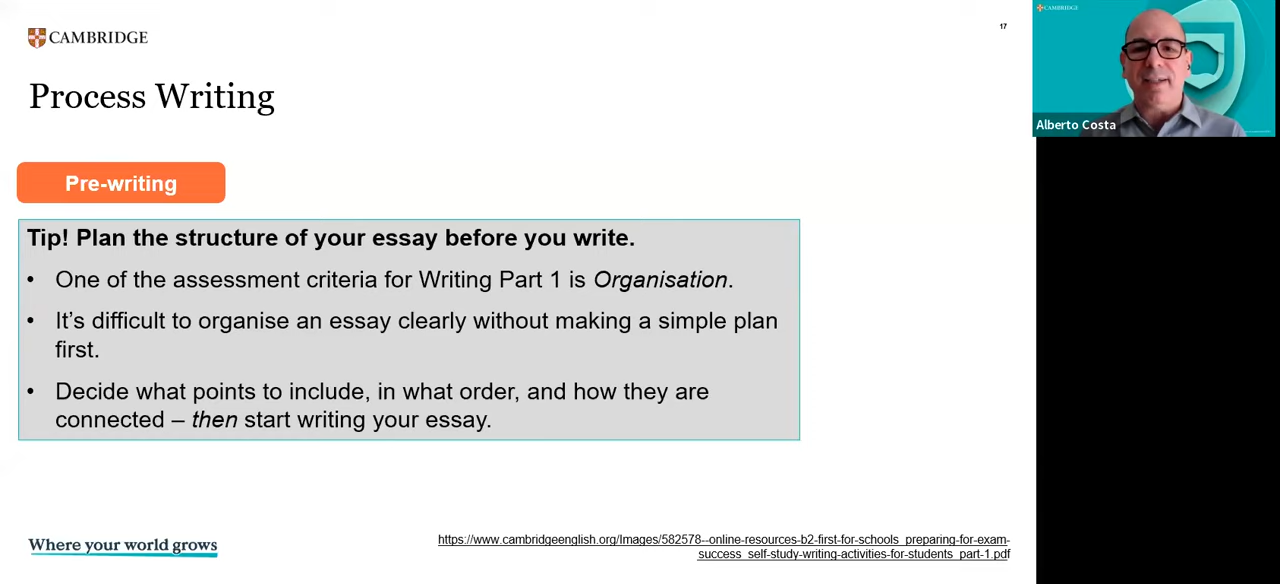 CAMBRIDGE
17
CAMBRIDGE
Alberto Costa
Process Writing
Pre-writing
Tip! Plan the structure of your essay before you write.
• One of the assessment criteria for Writing Part 1 is Organisation.
• It’s difficult to organise an essay clearly without making a simple plan
first.
• Decide what points to include, in what order, and how they are
connected – then start writing your essay.
Where your world grows
https://www.cambridgeenglish.org/Images/582578--online-resources-b2-first-for-schools_preparing-for-exam-
success_self-study-writing-activities-for-students_part-1.pdf